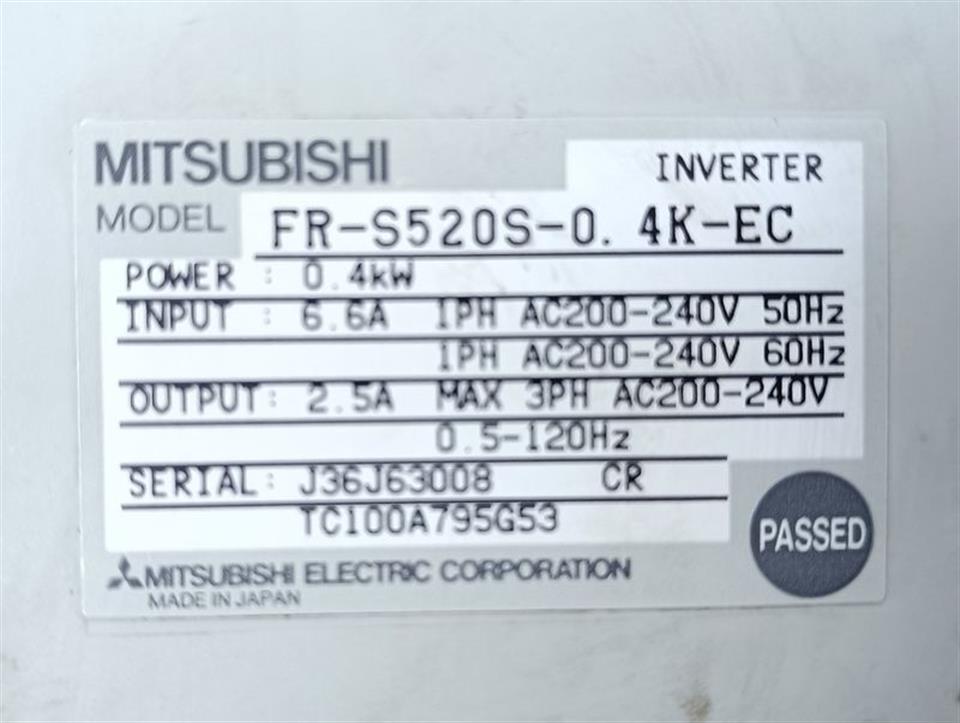 MITSUBISHI
INVERTER
MODEL FR-S520S-0.4K-EC
POWER : 0.4kW
INPUT : 6.6A 1PH AC200-240V 50Hz
1PH AC200-240V 60Hz
OUTPUT: 2.5A MAX 3PH AC200-240V
0.5-120Hz
SERIAL: J36J63008 CR
TC100A795G53
PASSED
MITSUBISHI ELECTRIC CORPORATION
MADE IN JAPAN